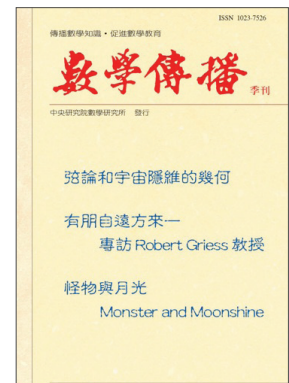 ISSN 1023-7526
傳播數學知識•促進數學教育
數學傳播 季刊
中央研究院數學研究所 發行
弦論和宇宙隱維的幾何
有朋自遠方來—
專訪 Robert Griess 教授
怪物與月光
Monster and Moonshine